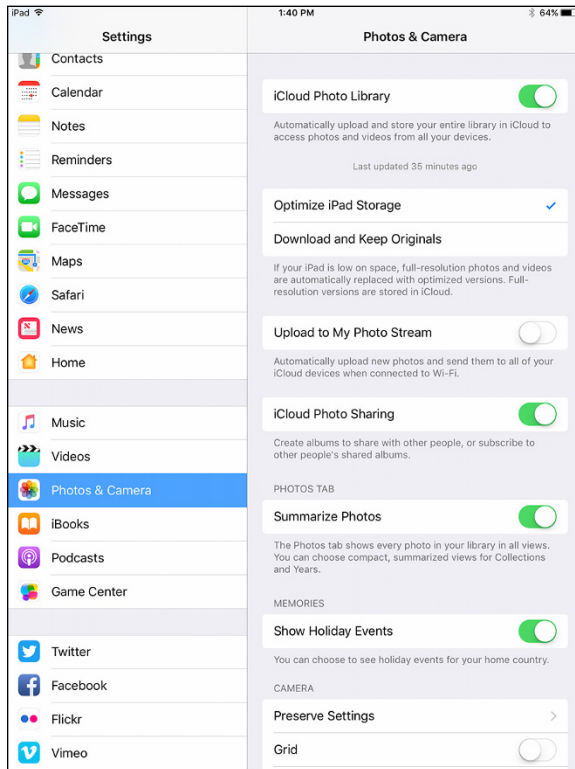 iPad
1:40 PM
64%
Settings
Contacts
Calendar
Notes
Reminders
Messages
FaceTime
Maps
Safari
News
Home
Music
Videos
Photos & Camera
iBooks
Podcasts
Game Center
Twitter
Facebook
Flickr
Vimeo
Photos & Camera
iCloud Photo Library
Automatically upload and store your entire library in iCloud to
access photos and videos from all your devices.
Last updated 35 minutes ago
Optimize iPad Storage
Download and Keep Originals
If your iPad is low on space, full-resolution photos and videos
are automatically replaced with optimized versions. Full-
resolution versions are stored in iCloud.
Upload to My Photo Stream
Automatically upload new photos and send them to all of your
iCloud devices when connected to Wi-Fi.
iCloud Photo Sharing
Create albums to share with other people, or subscribe to
other people's shared albums.
PHOTOS TAB
Summarize Photos
The Photos tab shows every photo in your library in all views.
You can choose compact, summarized views for Collections
and Years.
MEMORIES
Show Holiday Events
You can choose to see holiday events for your home country.
CAMERA
Preserve Settings
Grid